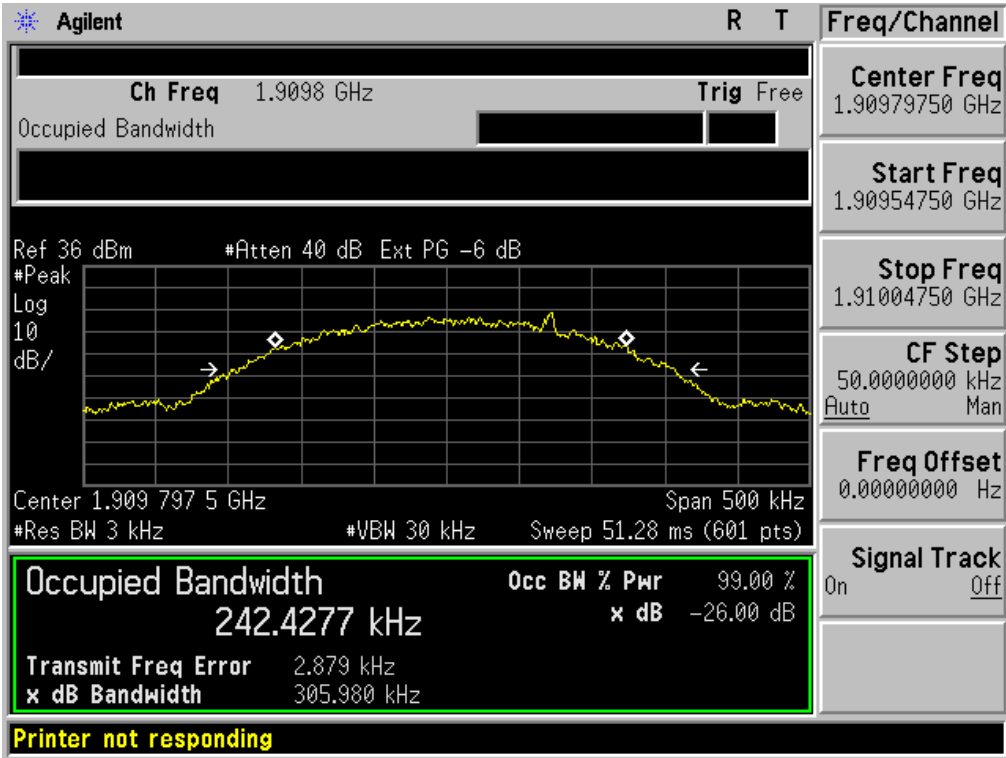 Agilent R T Freq/Channel
Ch Freq 1.9098 GHz Trig Free
Occupied Bandwidth
Center Freq
1.90979750 GHz
Start Freq
1.90954750 GHz
Stop Freq
1.91004750 GHz
CF Step
50.0000000 kHz
Auto Man
Freq Offset
0.00000000 Hz
Signal Track
On Off
Ref 36 dBm #Atten 40 dB Ext PG -6 dB
#Peak
Log
10
dB/
Center 1.909 797 5 GHz Span 500 kHz
#Res BW 3 kHz #VBW 30 kHz Sweep 51.28 ms (601 pts)
Occupied Bandwidth Occ BW % Pwr 99.00 %
242.4277 kHz x dB -26.00 dB
Transmit Freq Error 2.879 kHz
x dB Bandwidth 305.980 kHz
Printer not responding